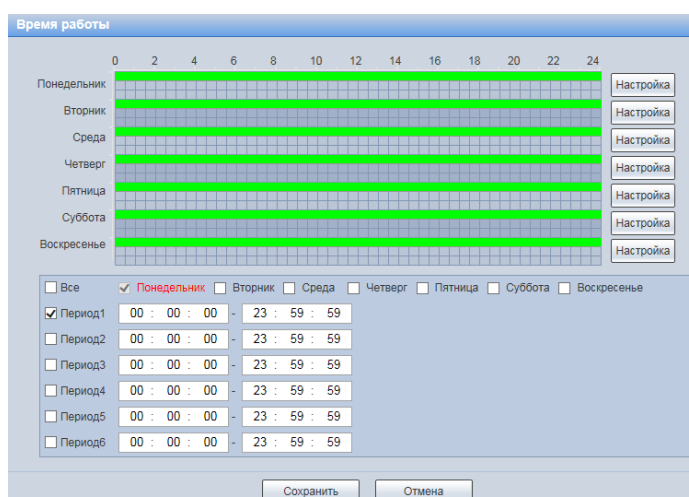 Время работы
0 2 4 6 8 10 12 14 16 18 20 22 24
Понедельник Настройка
Вторник Настройка
Среда Настройка
Четверг Настройка
Пятница Настройка
Суббота Настройка
Воскресенье Настройка
Все Понедельник Вторник Среда Четверг Пятница Суббота Воскресенье
Период1 00 : 00 : 00 - 23 : 59 : 59
Период2 00 : 00 : 00 - 23 : 59 : 59
Период3 00 : 00 : 00 - 23 : 59 : 59
Период4 00 : 00 : 00 - 23 : 59 : 59
Период5 00 : 00 : 00 - 23 : 59 : 59
Период6 00 : 00 : 00 - 23 : 59 : 59
Сохранить Отмена